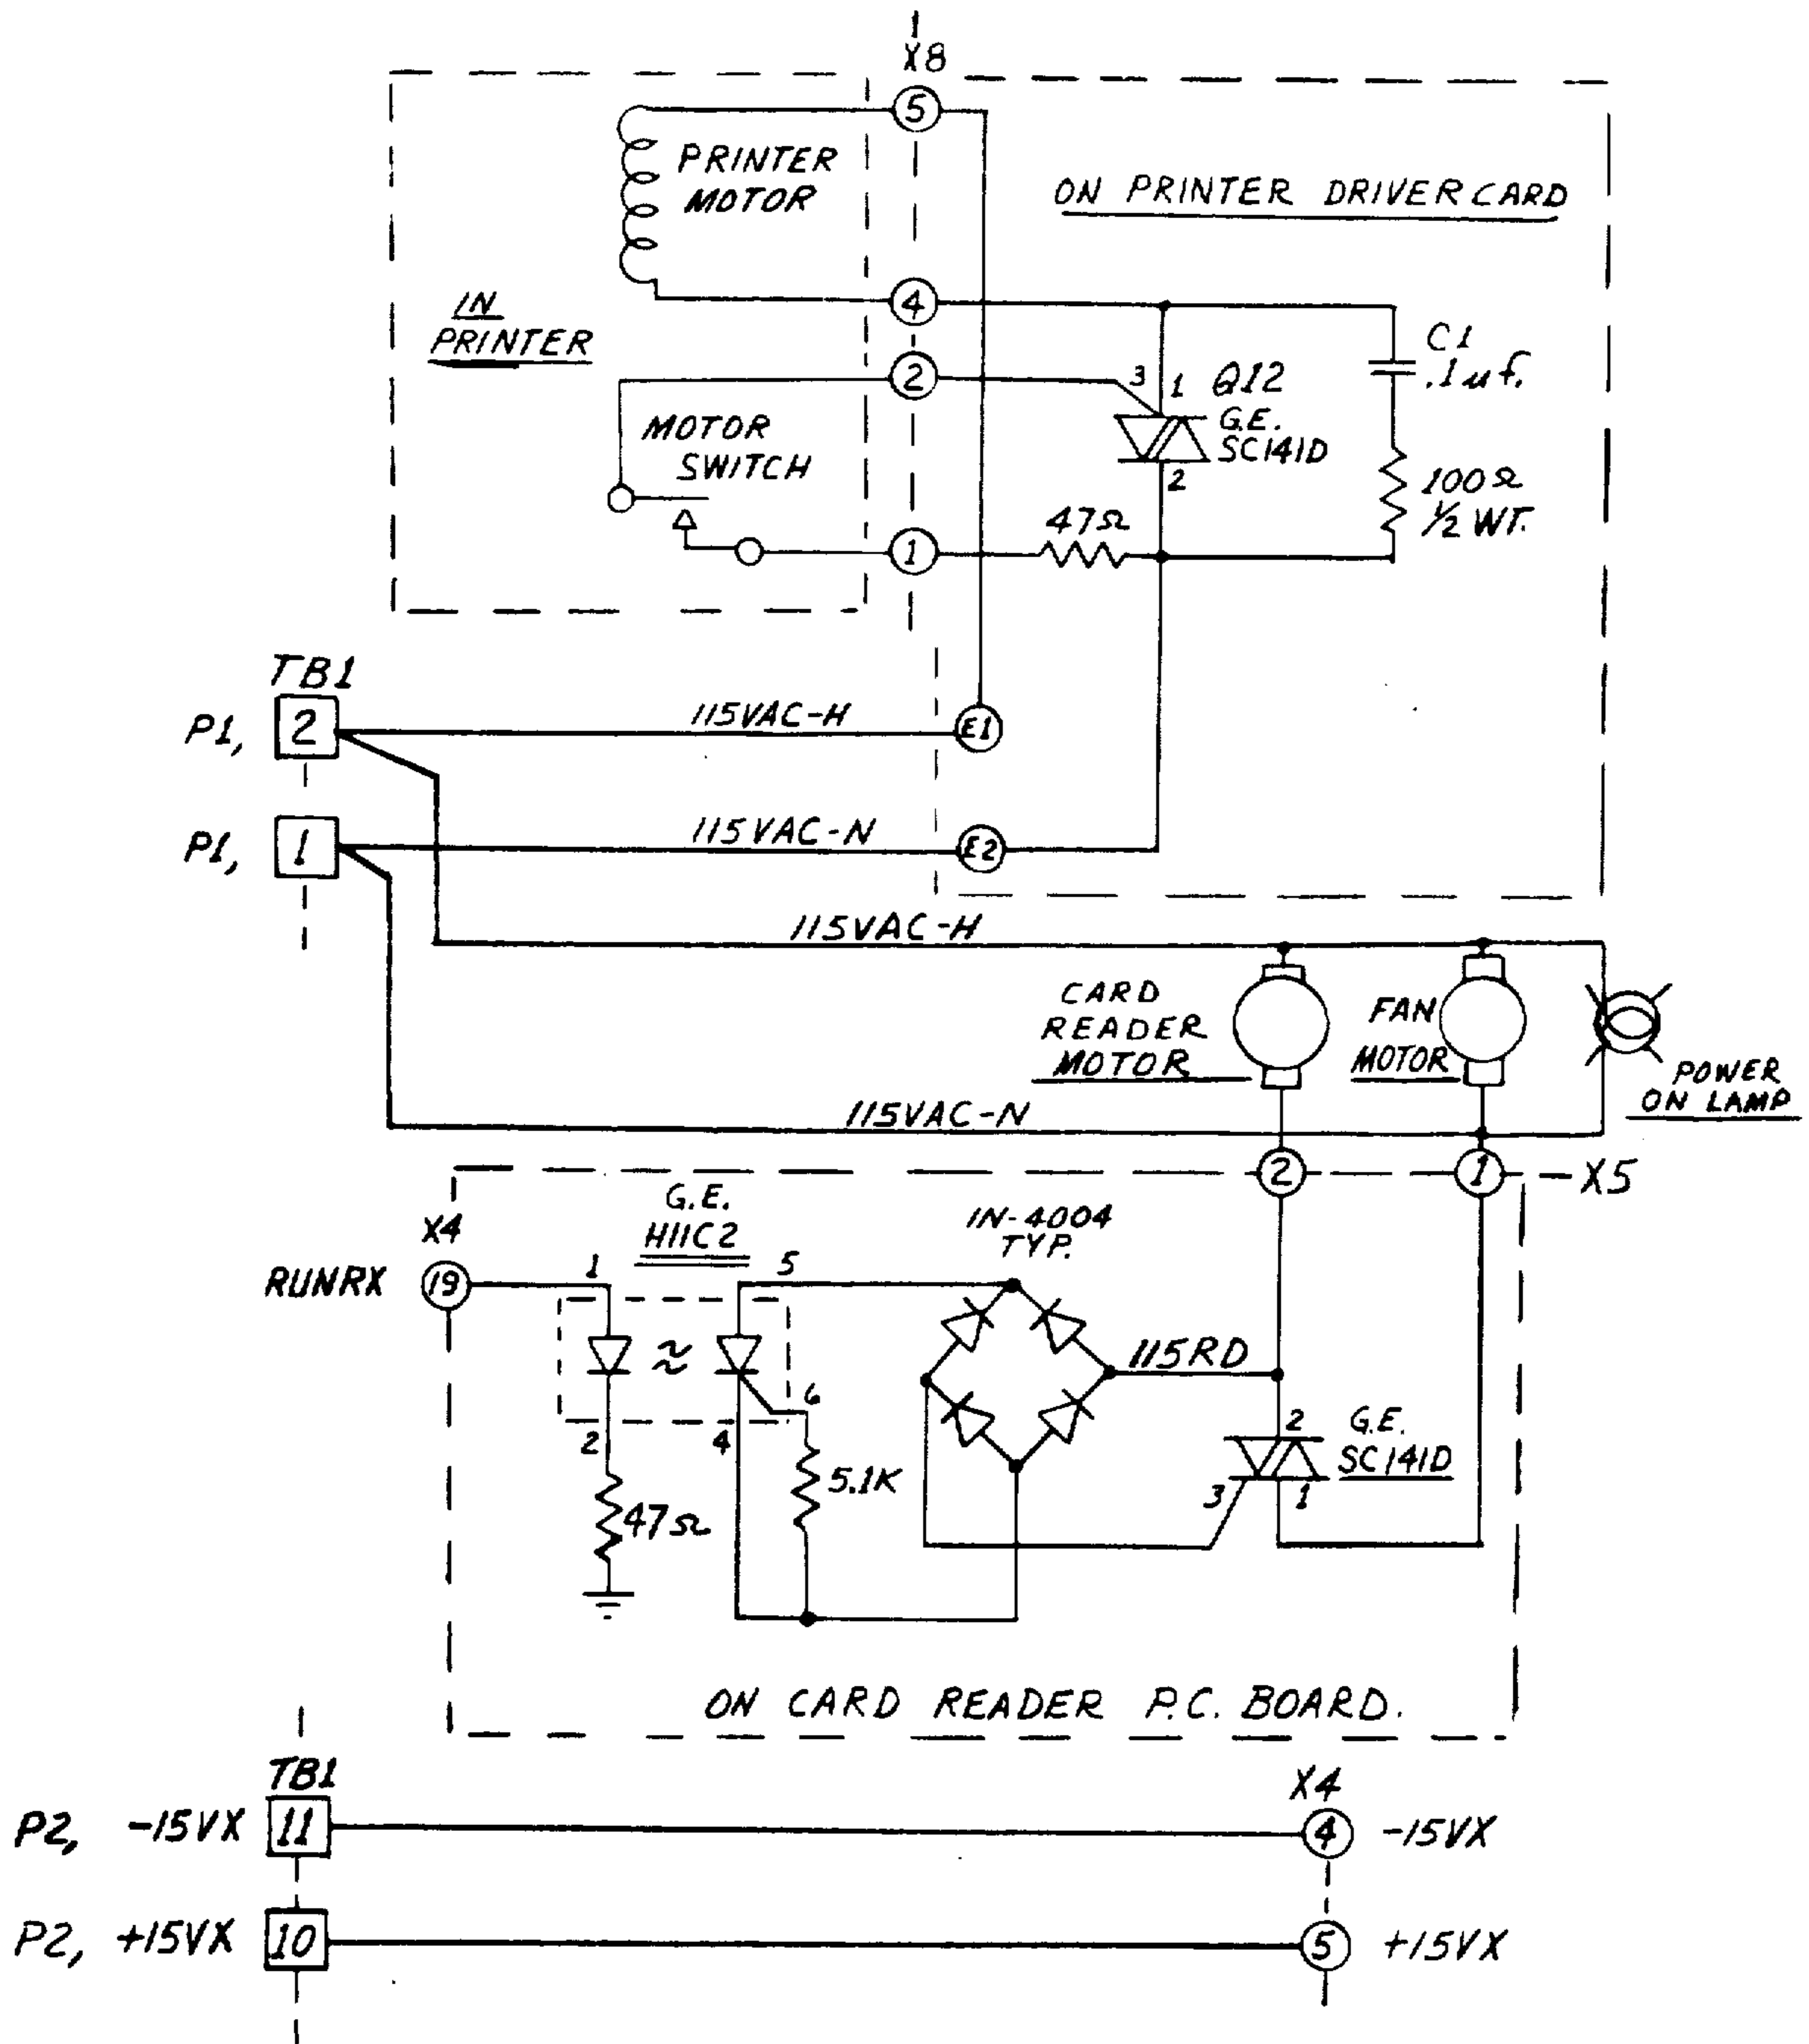 X8
5
PRINTER
MOTOR
ON PRINTER DRIVER CARD
4
IN
PRINTER
2
3
1
Q12
G.E.
SC141D
C1
.1uf.
MOTOR
SWITCH
2
100Ω
1/2 WT.
47Ω
1
TB1
P1, 2
115VAC-H
E1
P1, 1
115VAC-N
E2
115VAC-H
CARD
READER
MOTOR
FAN
MOTOR
POWER
ON LAMP
115VAC-N
2
1
X5
X4
G.E.
H11C2
IN-4004
TYP.
RUNRX 19
1
5
≈
115RD
6
2
4
5.1K
47Ω
2
G.E.
SC141D
3
1
ON CARD READER P.C. BOARD.
TB1
X4
P2, -15VX 11
4 -15VX
P2, +15VX 10
5 +15VX